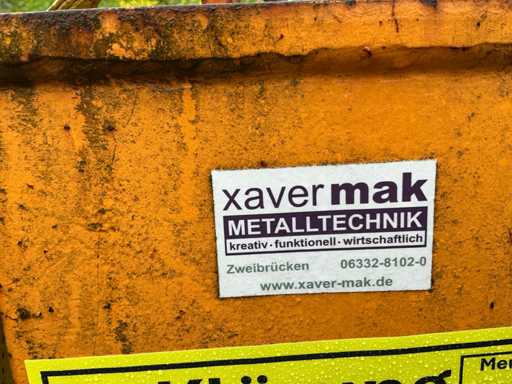 xaver mak
METALLTECHNIK
kreativ · funktionell · wirtschaftlich
Zweibrücken 06332-8102-0
www.xaver-mak.de